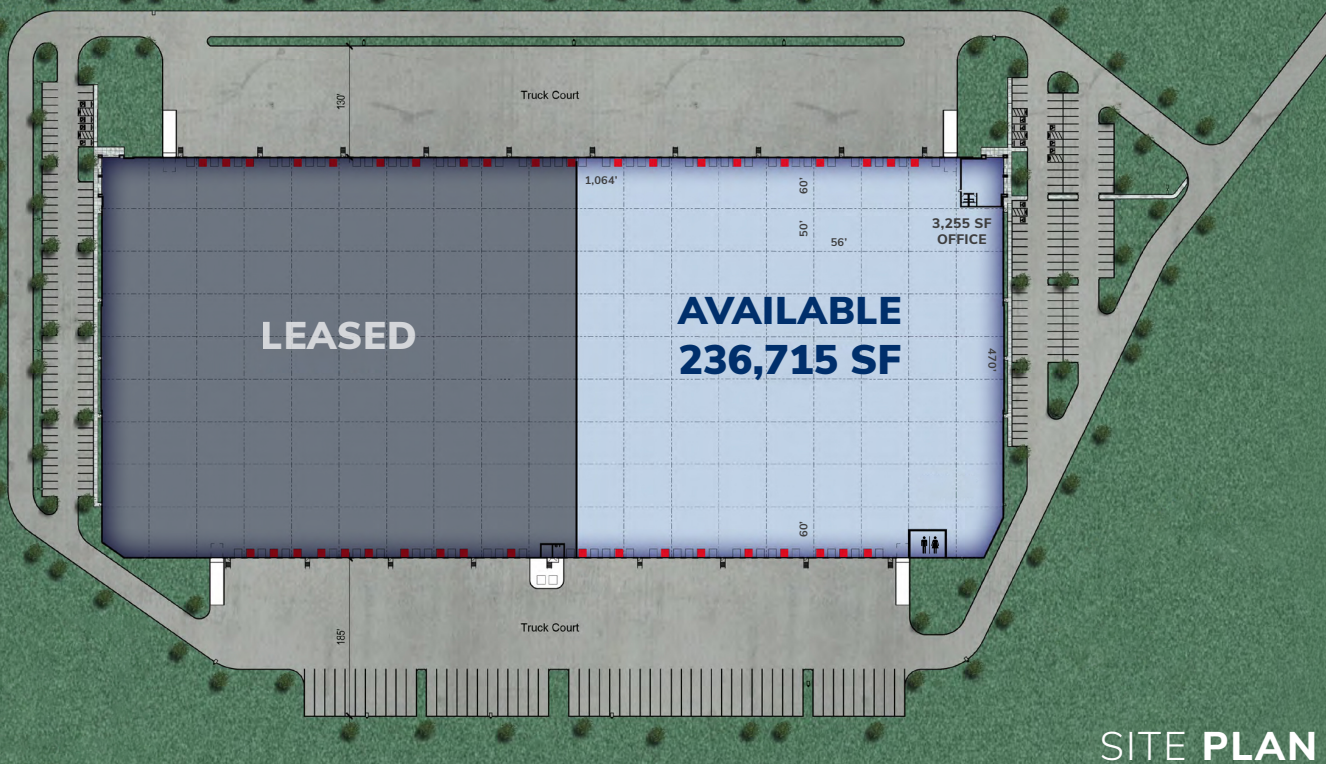 130'
Truck Court
1,064'
60'
50'
56'
3,255 SF
OFFICE
LEASED
AVAILABLE
236,715 SF
470'
60'
185'
Truck Court
SITE PLAN